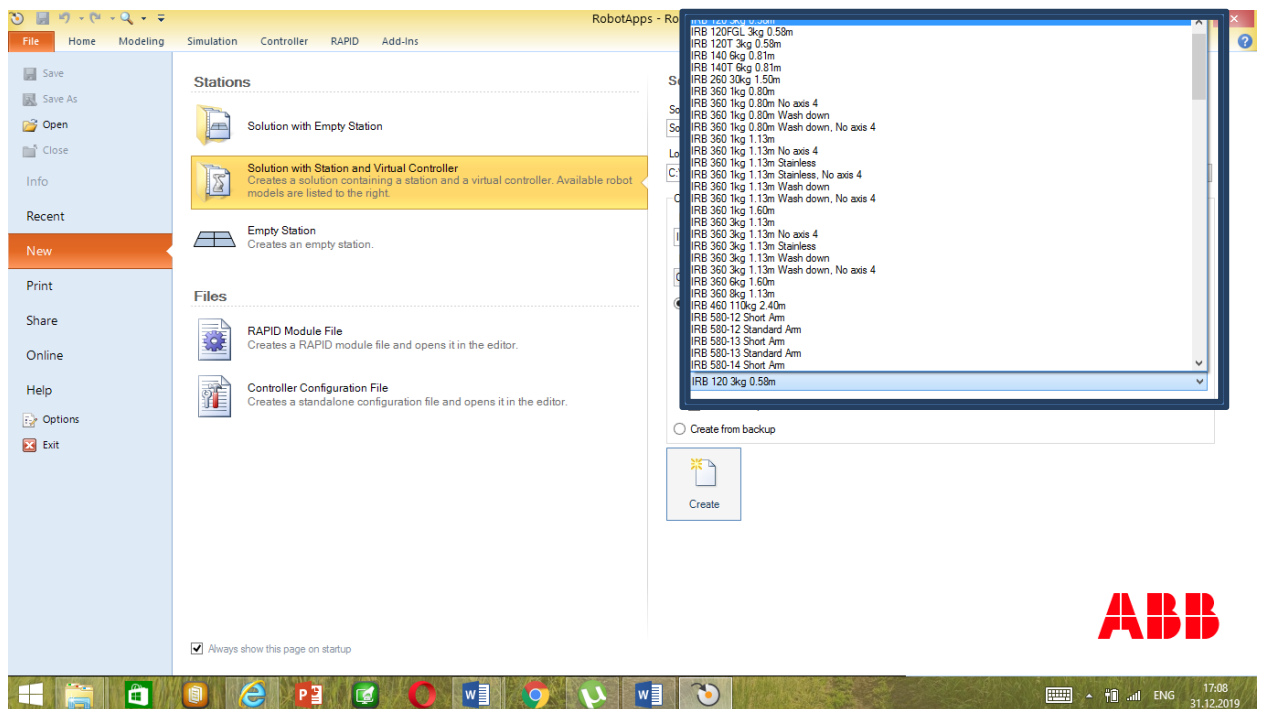 RobotApps - Ro
File Home Modeling Simulation Controller RAPID Add-Ins
Save
Save As
Open
Close
Info
Recent
New
Print
Share
Online
Help
Options
Exit
Stations
Solution with Empty Station
Solution with Station and Virtual Controller
Creates a solution containing a station and a virtual controller. Available robot
models are listed to the right.
Empty Station
Creates an empty station.
Files
RAPID Module File
Creates a RAPID module file and opens it in the editor.
Controller Configuration File
Creates a standalone configuration file and opens it in the editor.
Always show this page on startup
IRB 120 3kg 0.58m
IRB 120FGL 3kg 0.58m
IRB 120T 3kg 0.58m
IRB 140 6kg 0.81m
IRB 140T 6kg 0.81m
IRB 260 30kg 1.50m
IRB 360 1kg 0.80m
IRB 360 1kg 0.80m No axis 4
IRB 360 1kg 0.80m Wash down
IRB 360 1kg 0.80m Wash down, No axis 4
IRB 360 1kg 1.13m
IRB 360 1kg 1.13m No axis 4
IRB 360 1kg 1.13m Stainless
IRB 360 1kg 1.13m Stainless, No axis 4
IRB 360 1kg 1.13m Wash down
IRB 360 1kg 1.13m Wash down, No axis 4
IRB 360 1kg 1.60m
IRB 360 3kg 1.13m
IRB 360 3kg 1.13m No axis 4
IRB 360 3kg 1.13m Stainless
IRB 360 3kg 1.13m Wash down
IRB 360 3kg 1.13m Wash down, No axis 4
IRB 360 6kg 1.60m
IRB 360 8kg 1.13m
IRB 460 110kg 2.40m
IRB 580-12 Short Arm
IRB 580-12 Standard Arm
IRB 580-13 Short Arm
IRB 580-13 Standard Arm
IRB 580-14 Short Arm
IRB 120 3kg 0.58m
Create from backup
Create
ABB
ENG
17:08
31.12.2019